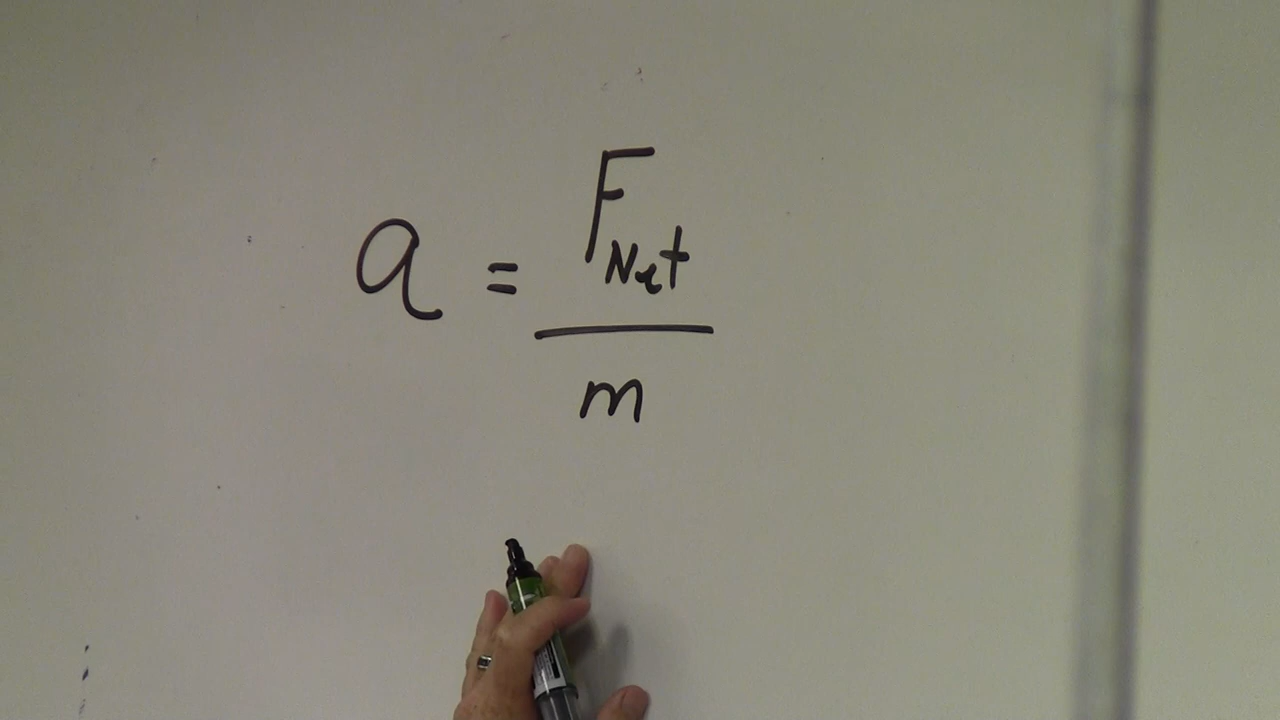 a = F_Net / m